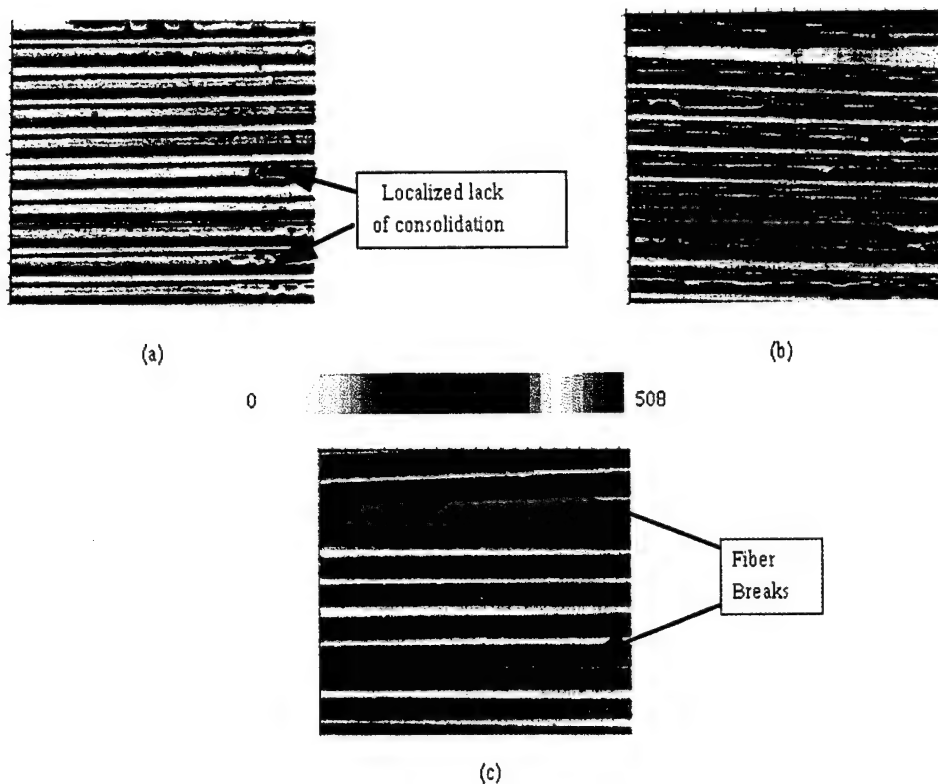 Localized lack
of consolidation
(a)
(b)
0
508
Fiber
Breaks
(c)